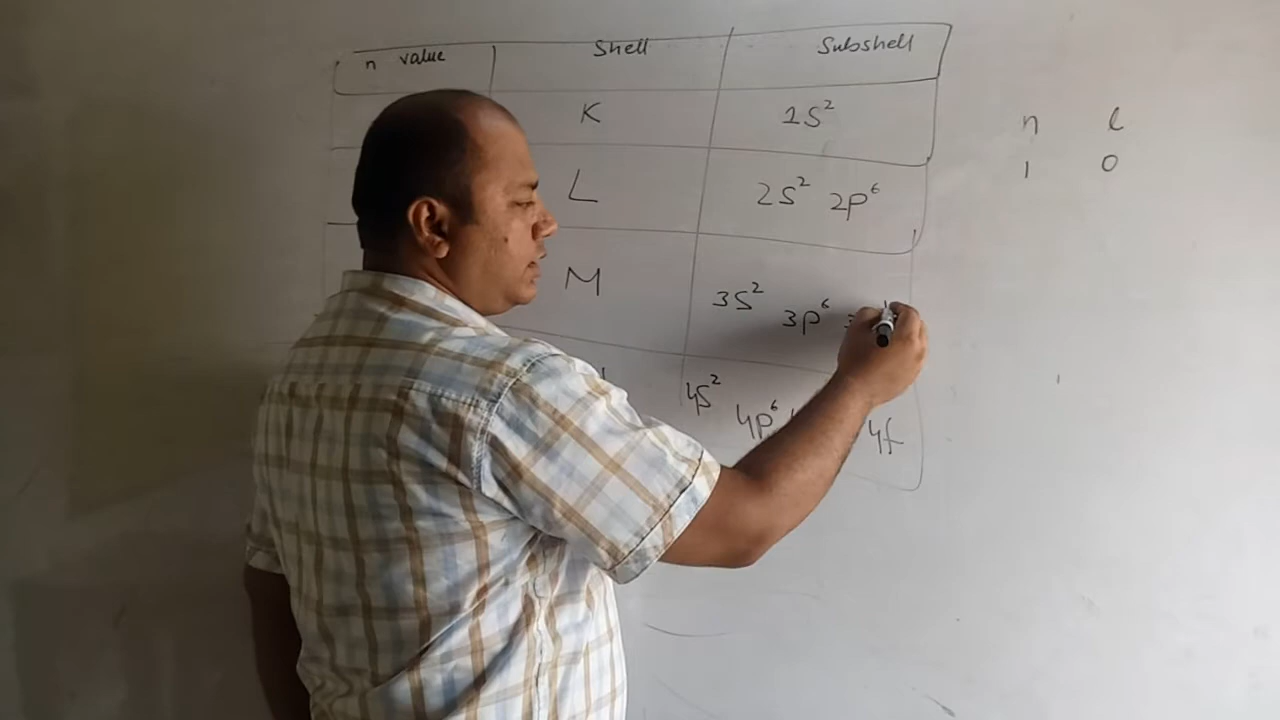 n value Shell Subshell
K 1S²
n l
L 2S² 2p⁶
1 0
M 3S² 3p⁶
4S² 4p⁶ 4f